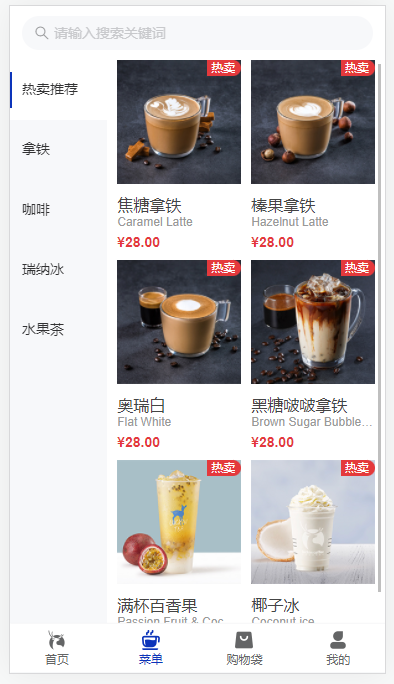 请输入搜索关键词
热卖推荐
拿铁
咖啡
瑞纳冰
水果茶
热卖
焦糖拿铁
Caramel Latte
¥28.00
热卖
榛果拿铁
Hazelnut Latte
¥28.00
热卖
奥瑞白
Flat White
¥28.00
热卖
黑糖啵啵拿铁
Brown Sugar Bubble…
¥28.00
热卖
满杯百香果
Passion Fruit & Coc
热卖
椰子冰
Coconut ice
首页
菜单
购物袋
我的